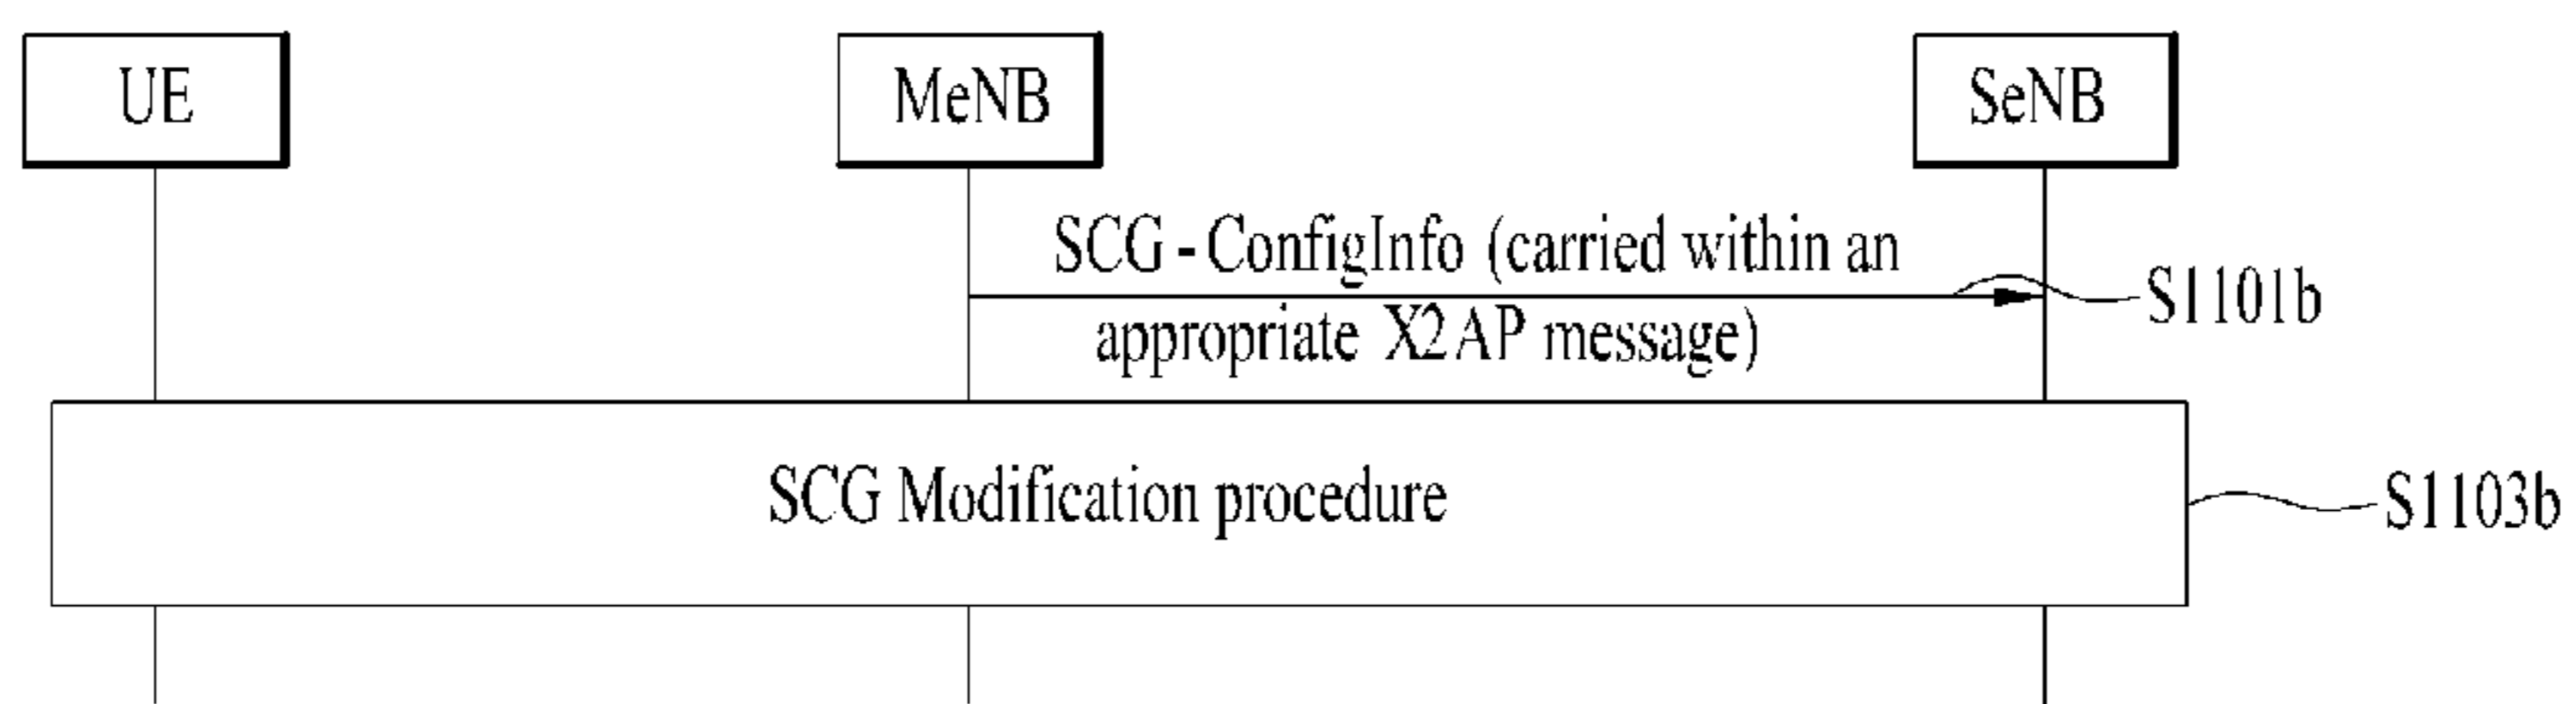 UE
MeNB
SeNB
SCG - ConfigInfo (carried within an
appropriate X2AP message)
S1101b
SCG Modification procedure
S1103b